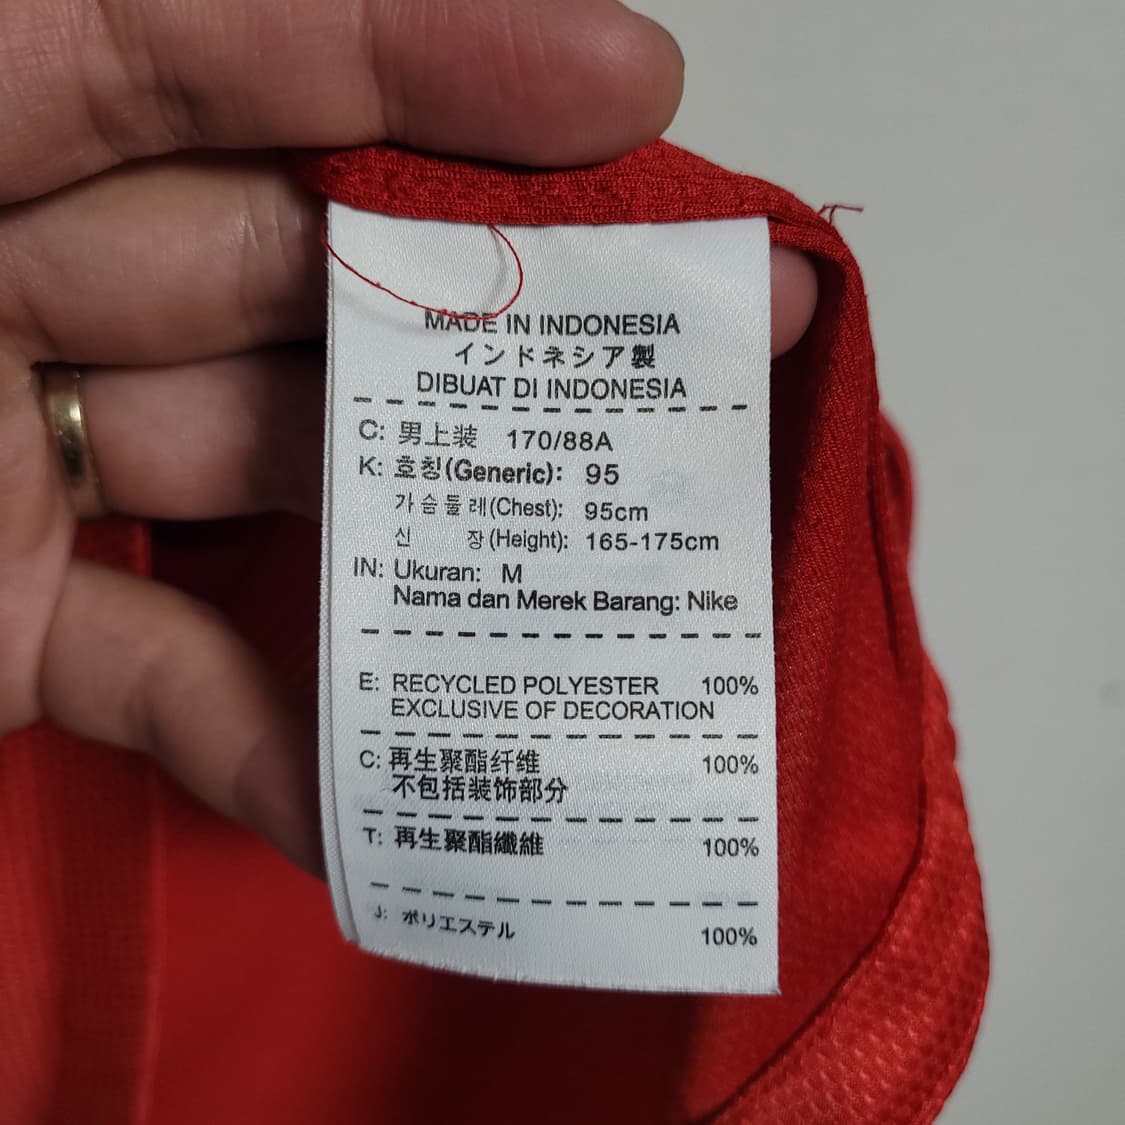 MADE IN INDONESIA
インドネシア製
DIBUAT DI INDONESIA
C: 男上装 170/88A
K: 호칭(Generic): 95
가슴둘레(Chest): 95cm
신 장(Height): 165-175cm
IN: Ukuran: M
Nama dan Merek Barang: Nike
E: RECYCLED POLYESTER 100%
EXCLUSIVE OF DECORATION
C: 再生聚酯纤维 100%
不包括装饰部分
T: 再生聚酯纖維 100%
J: ポリエステル 100%